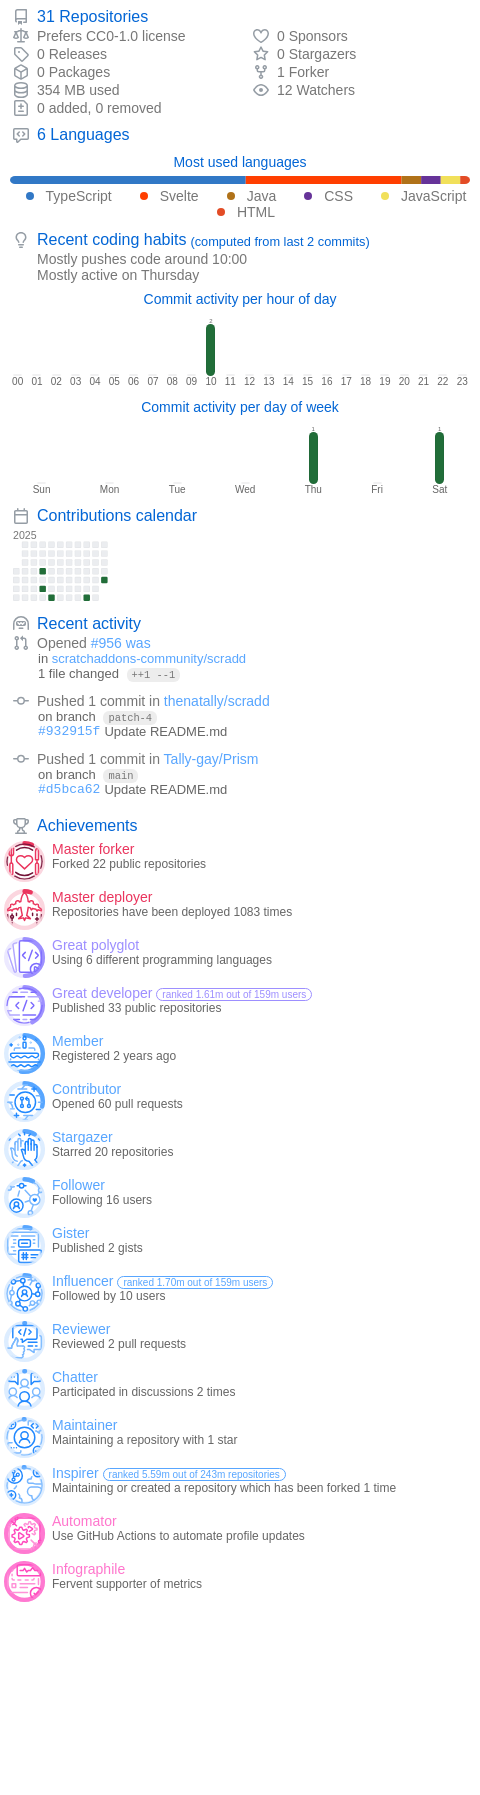 31 Repositories
Prefers CC0-1.0 license
0 Sponsors
0 Releases
0 Stargazers
0 Packages
1 Forker
354 MB used
12 Watchers
0 added, 0 removed
6 Languages
Most used languages
TypeScript Svelte Java CSS JavaScript
HTML
Recent coding habits (computed from last 2 commits)
Mostly pushes code around 10:00
Mostly active on Thursday
Commit activity per hour of day
2
00 01 02 03 04 05 06 07 08 09 10 11 12 13 14 15 16 17 18 19 20 21 22 23
Commit activity per day of week
1 1
Sun Mon Tue Wed Thu Fri Sat
Contributions calendar
2025
Recent activity
Opened #956 was
in scratchaddons-community/scradd
1 file changed ++1 --1
Pushed 1 commit in thenatally/scradd
on branch patch-4
#932915f Update README.md
Pushed 1 commit in Tally-gay/Prism
on branch main
#d5bca62 Update README.md
Achievements
Master forker
Forked 22 public repositories
Master deployer
Repositories have been deployed 1083 times
Great polyglot
Using 6 different programming languages
Great developer ranked 1.61m out of 159m users
Published 33 public repositories
Member
Registered 2 years ago
Contributor
Opened 60 pull requests
Stargazer
Starred 20 repositories
Follower
Following 16 users
Gister
Published 2 gists
Influencer ranked 1.70m out of 159m users
Followed by 10 users
Reviewer
Reviewed 2 pull requests
Chatter
Participated in discussions 2 times
Maintainer
Maintaining a repository with 1 star
Inspirer ranked 5.59m out of 243m repositories
Maintaining or created a repository which has been forked 1 time
Automator
Use GitHub Actions to automate profile updates
Infographile
Fervent supporter of metrics